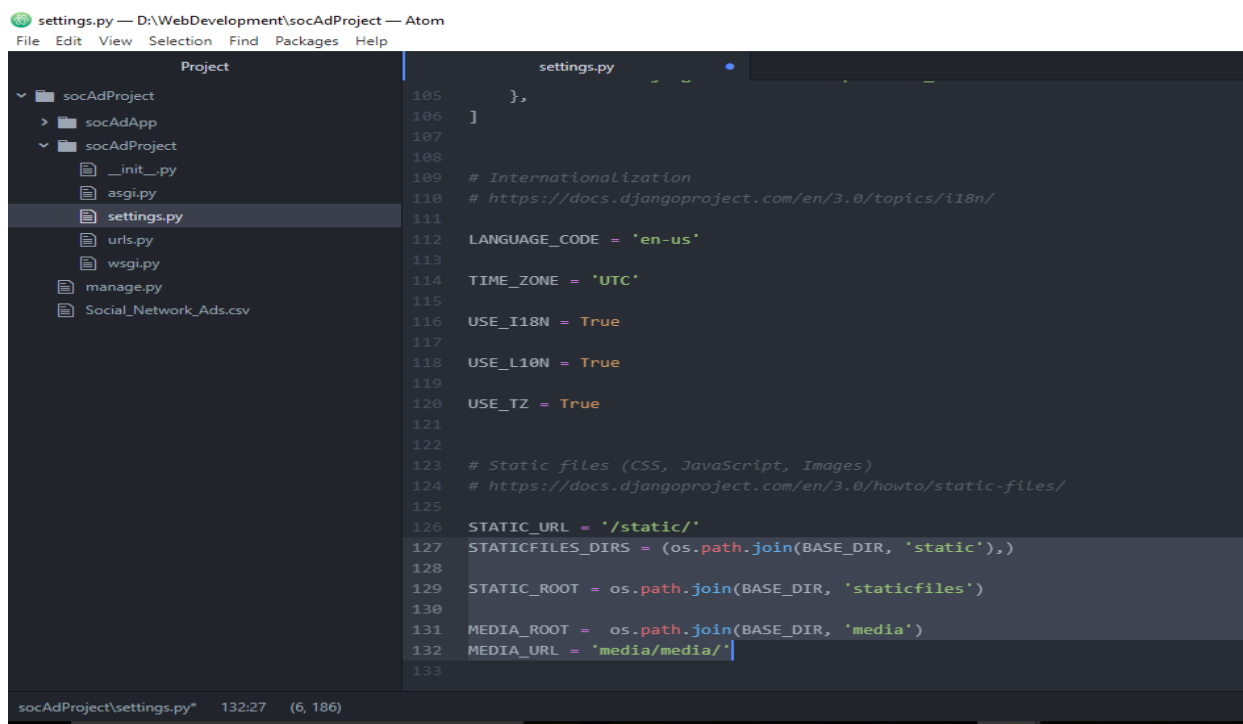 settings.py — D:\WebDevelopment\socAdProject — Atom
File Edit View Selection Find Packages Help
Project
settings.py
socAdProject
socAdApp
socAdProject
__init__.py
asgi.py
settings.py
urls.py
wsgi.py
manage.py
Social_Network_Ads.csv
105     },
106 ]
107
108
109 # Internationalization
110 # https://docs.djangoproject.com/en/3.0/topics/i18n/
111
112 LANGUAGE_CODE = 'en-us'
113
114 TIME_ZONE = 'UTC'
115
116 USE_I18N = True
117
118 USE_L10N = True
119
120 USE_TZ = True
121
122
123 # Static files (CSS, JavaScript, Images)
124 # https://docs.djangoproject.com/en/3.0/howto/static-files/
125
126 STATIC_URL = '/static/'
127 STATICFILES_DIRS = (os.path.join(BASE_DIR, 'static'),)
128
129 STATIC_ROOT = os.path.join(BASE_DIR, 'staticfiles')
130
131 MEDIA_ROOT =  os.path.join(BASE_DIR, 'media')
132 MEDIA_URL = 'media/media/'
133
socAdProject\settings.py* 132:27 (6, 186)